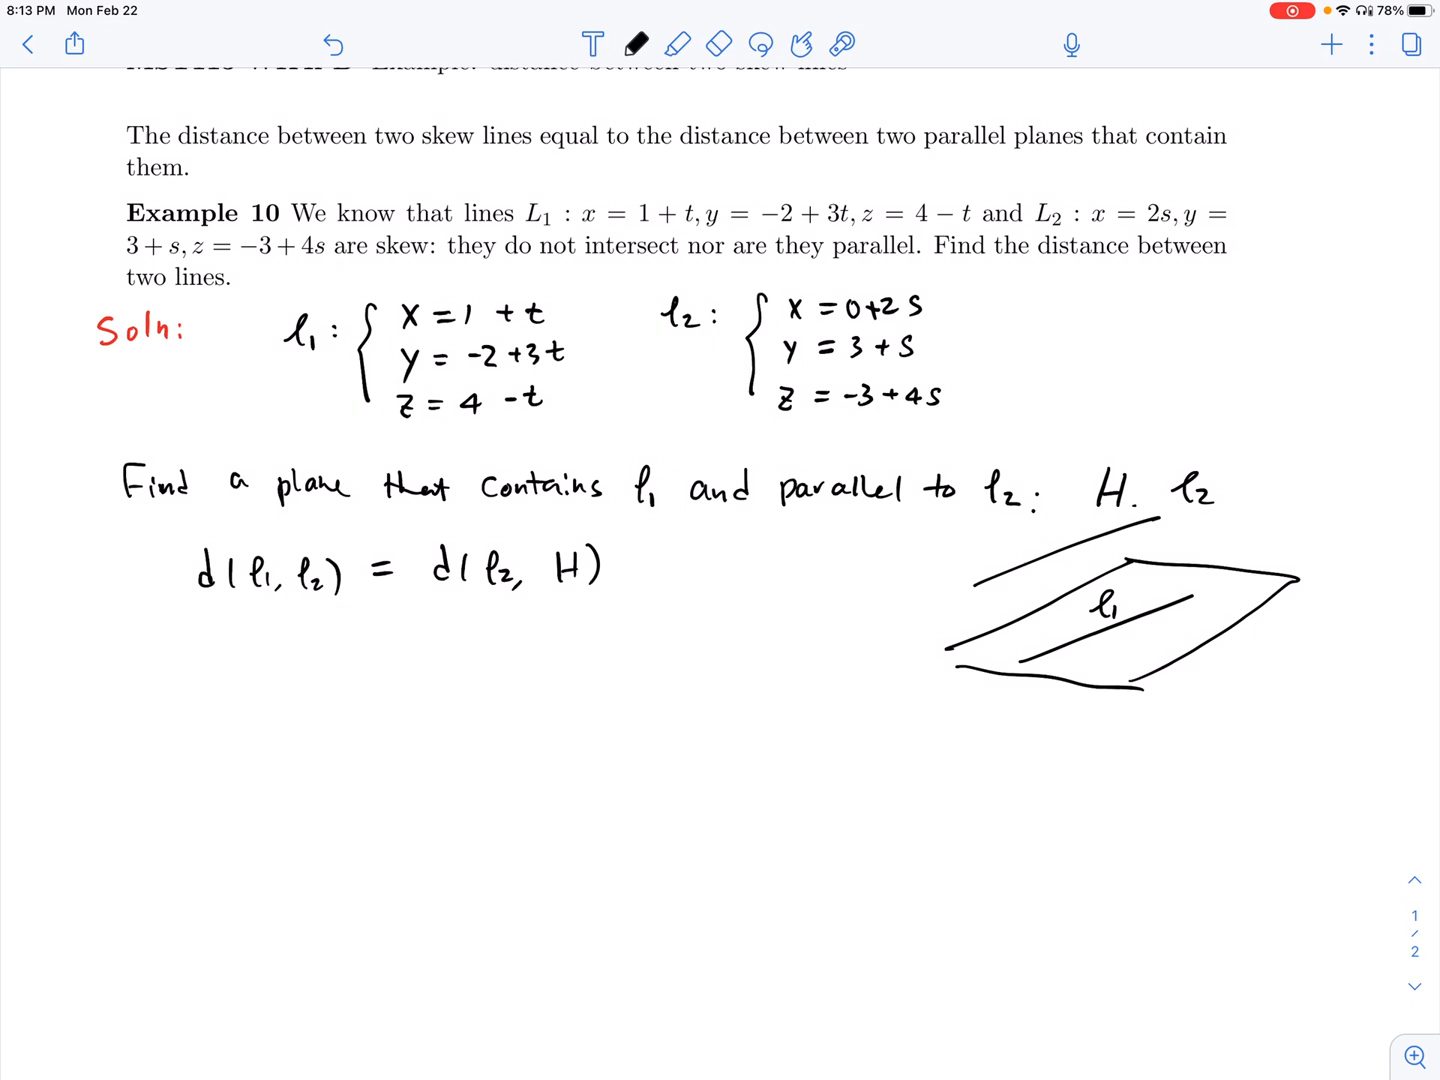 8:13 PM Mon Feb 22
78%
The distance between two skew lines equal to the distance between two parallel planes that contain
them.
Example 10 We know that lines L₁ : x = 1 + t, y = −2 + 3t, z = 4 − t and L₂ : x = 2s, y =
3 + s, z = −3 + 4s are skew: they do not intersect nor are they parallel. Find the distance between
two lines.
Soln:
l₁ : { x = 1 + t
y = -2 + 3t
z = 4 - t
l₂ : { x = 0+2s
y = 3 + s
z = -3 + 4s
Find a plane that contains l₁ and parallel to l₂ : H.
d(l₁, l₂) = d(l₂, H)
l₂
l₁
1
/
2